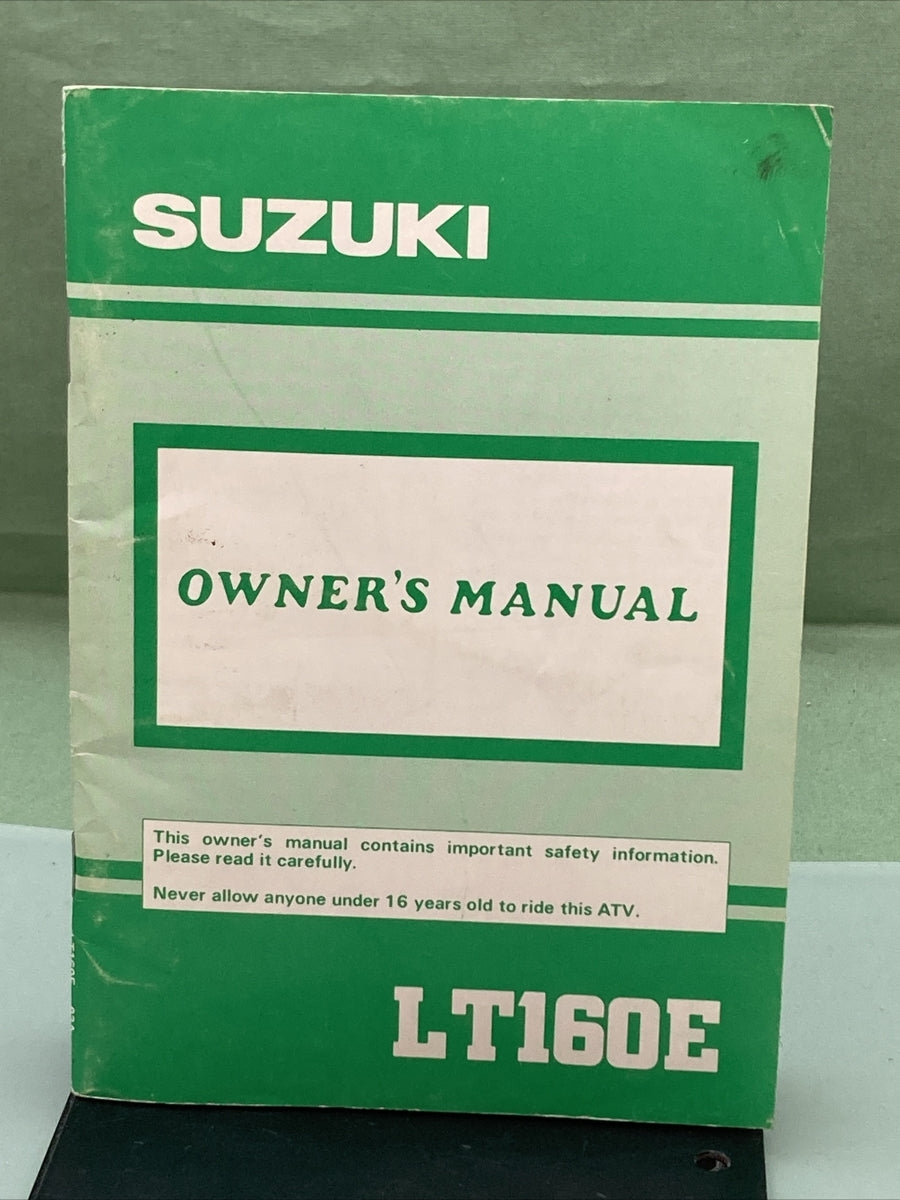 SUZUKI
OWNER'S MANUAL
This owner's manual contains important safety information.
Please read it carefully.
Never allow anyone under 16 years old to ride this ATV.
LT160E